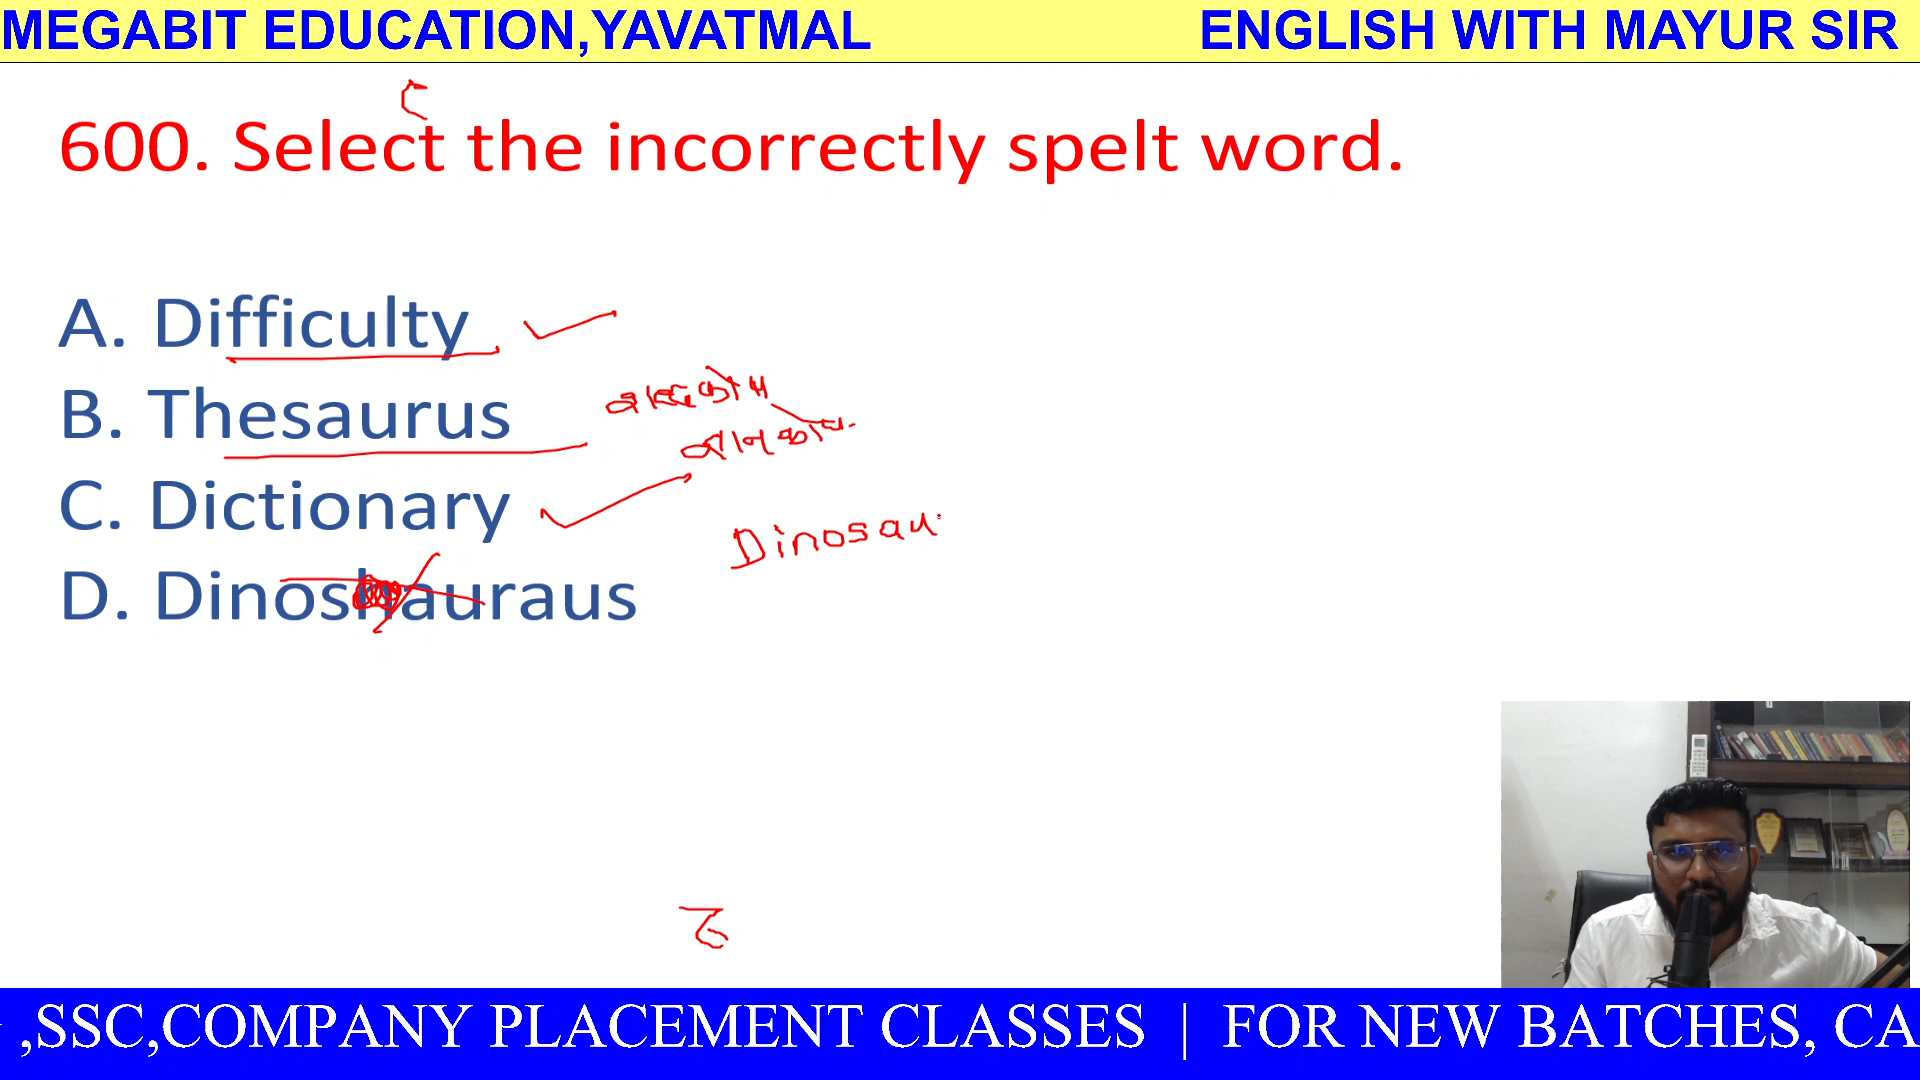 MEGABIT EDUCATION,YAVATMAL ENGLISH WITH MAYUR SIR
600. Select the incorrectly spelt word.
A. Difficulty
B. Thesaurus
C. Dictionary
Dinosau
D. Dinoshauraus
,SSC,COMPANY PLACEMENT CLASSES | FOR NEW BATCHES, CA